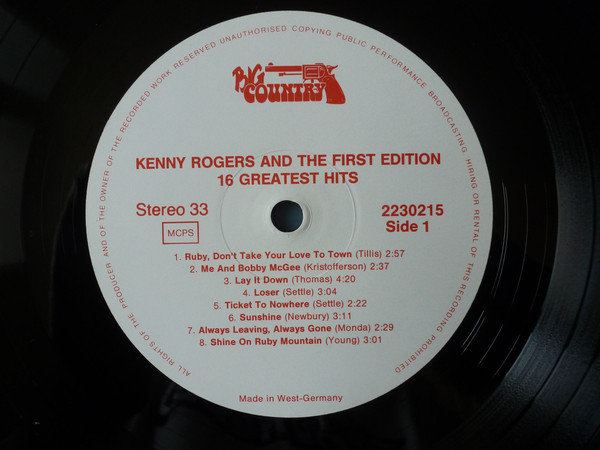 ALL RIGHTS OF THE PRODUCER AND OF THE OWNER OF THE RECORDED WORK RESERVED UNAUTHORISED COPYING PUBLIC PERFORMANCE BROADCASTING, HIRING OR RENTAL OF THIS RECORDING PROHIBITED
BIG
COUNTRY
KENNY ROGERS AND THE FIRST EDITION
16 GREATEST HITS
Stereo 33
2230215
MCPS
Side 1
1. Ruby, Don't Take Your Love To Town (Tillis) 2:57
2. Me And Bobby McGee (Kristofferson) 2:37
3. Lay It Down (Thomas) 4:20
4. Loser (Settle) 3:04
5. Ticket To Nowhere (Settle) 2:22
6. Sunshine (Newbury) 3:11
7. Always Leaving, Always Gone (Monda) 2:29
8. Shine On Ruby Mountain (Young) 3:01
Made in West-Germany